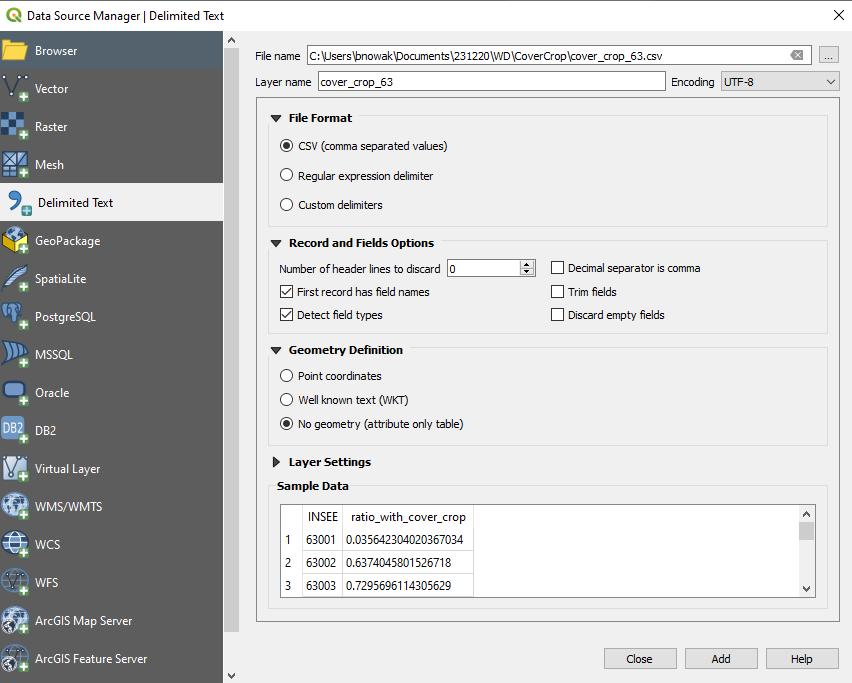 Data Source Manager | Delimited Text
Browser
Vector
Raster
Mesh
Delimited Text
GeoPackage
SpatiaLite
PostgreSQL
MSSQL
Oracle
DB2
DB2
Virtual Layer
WMS/WMTS
WCS
WFS
ArcGIS Map Server
ArcGIS Feature Server
File name C:\Users\bnowak\Documents\231220\WD\CoverCrop\cover_crop_63.csv ...
Layer name cover_crop_63 Encoding UTF-8
File Format
CSV (comma separated values)
Regular expression delimiter
Custom delimiters
Record and Fields Options
Number of header lines to discard 0 Decimal separator is comma
First record has field names Trim fields
Detect field types Discard empty fields
Geometry Definition
Point coordinates
Well known text (WKT)
No geometry (attribute only table)
Layer Settings
Sample Data
INSEE ratio_with_cover_crop
1 63001 0.035642304020367034
2 63002 0.6374045801526718
3 63003 0.7295696114305629
Close Add Help